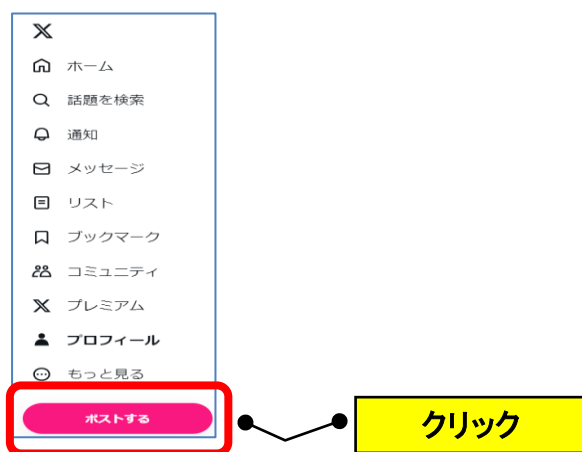 ホーム
話題を検索
通知
メッセージ
リスト
ブックマーク
コミュニティ
プレミアム
プロフィール
もっと見る
ポストする
クリック